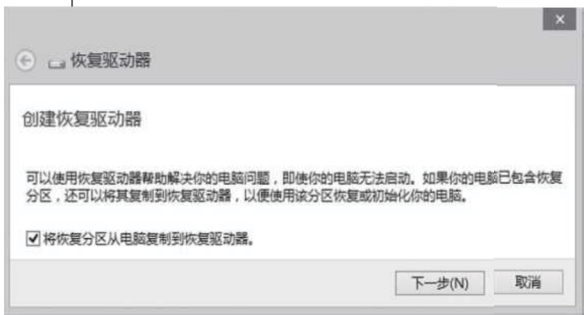 恢复驱动器
创建恢复驱动器
可以使用恢复驱动器帮助解决你的电脑问题，即使你的电脑无法启动。如果你的电脑已包含恢复
分区，还可以将其复制到恢复驱动器，以便使用该分区恢复或初始化你的电脑。
将恢复分区从电脑复制到恢复驱动器。
下一步(N) 取消